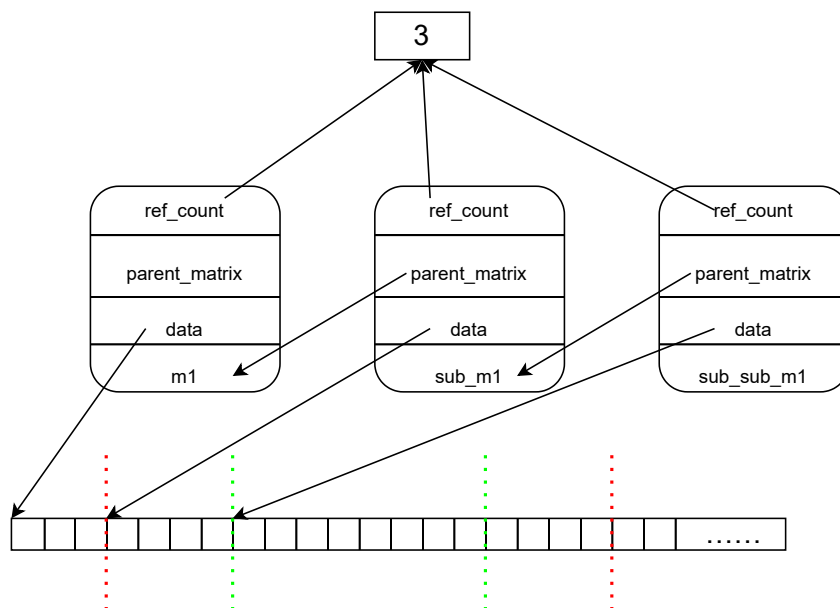 3
ref_count ref_count ref_count
parent_matrix parent_matrix parent_matrix
data data data
m1 sub_m1 sub_sub_m1
......